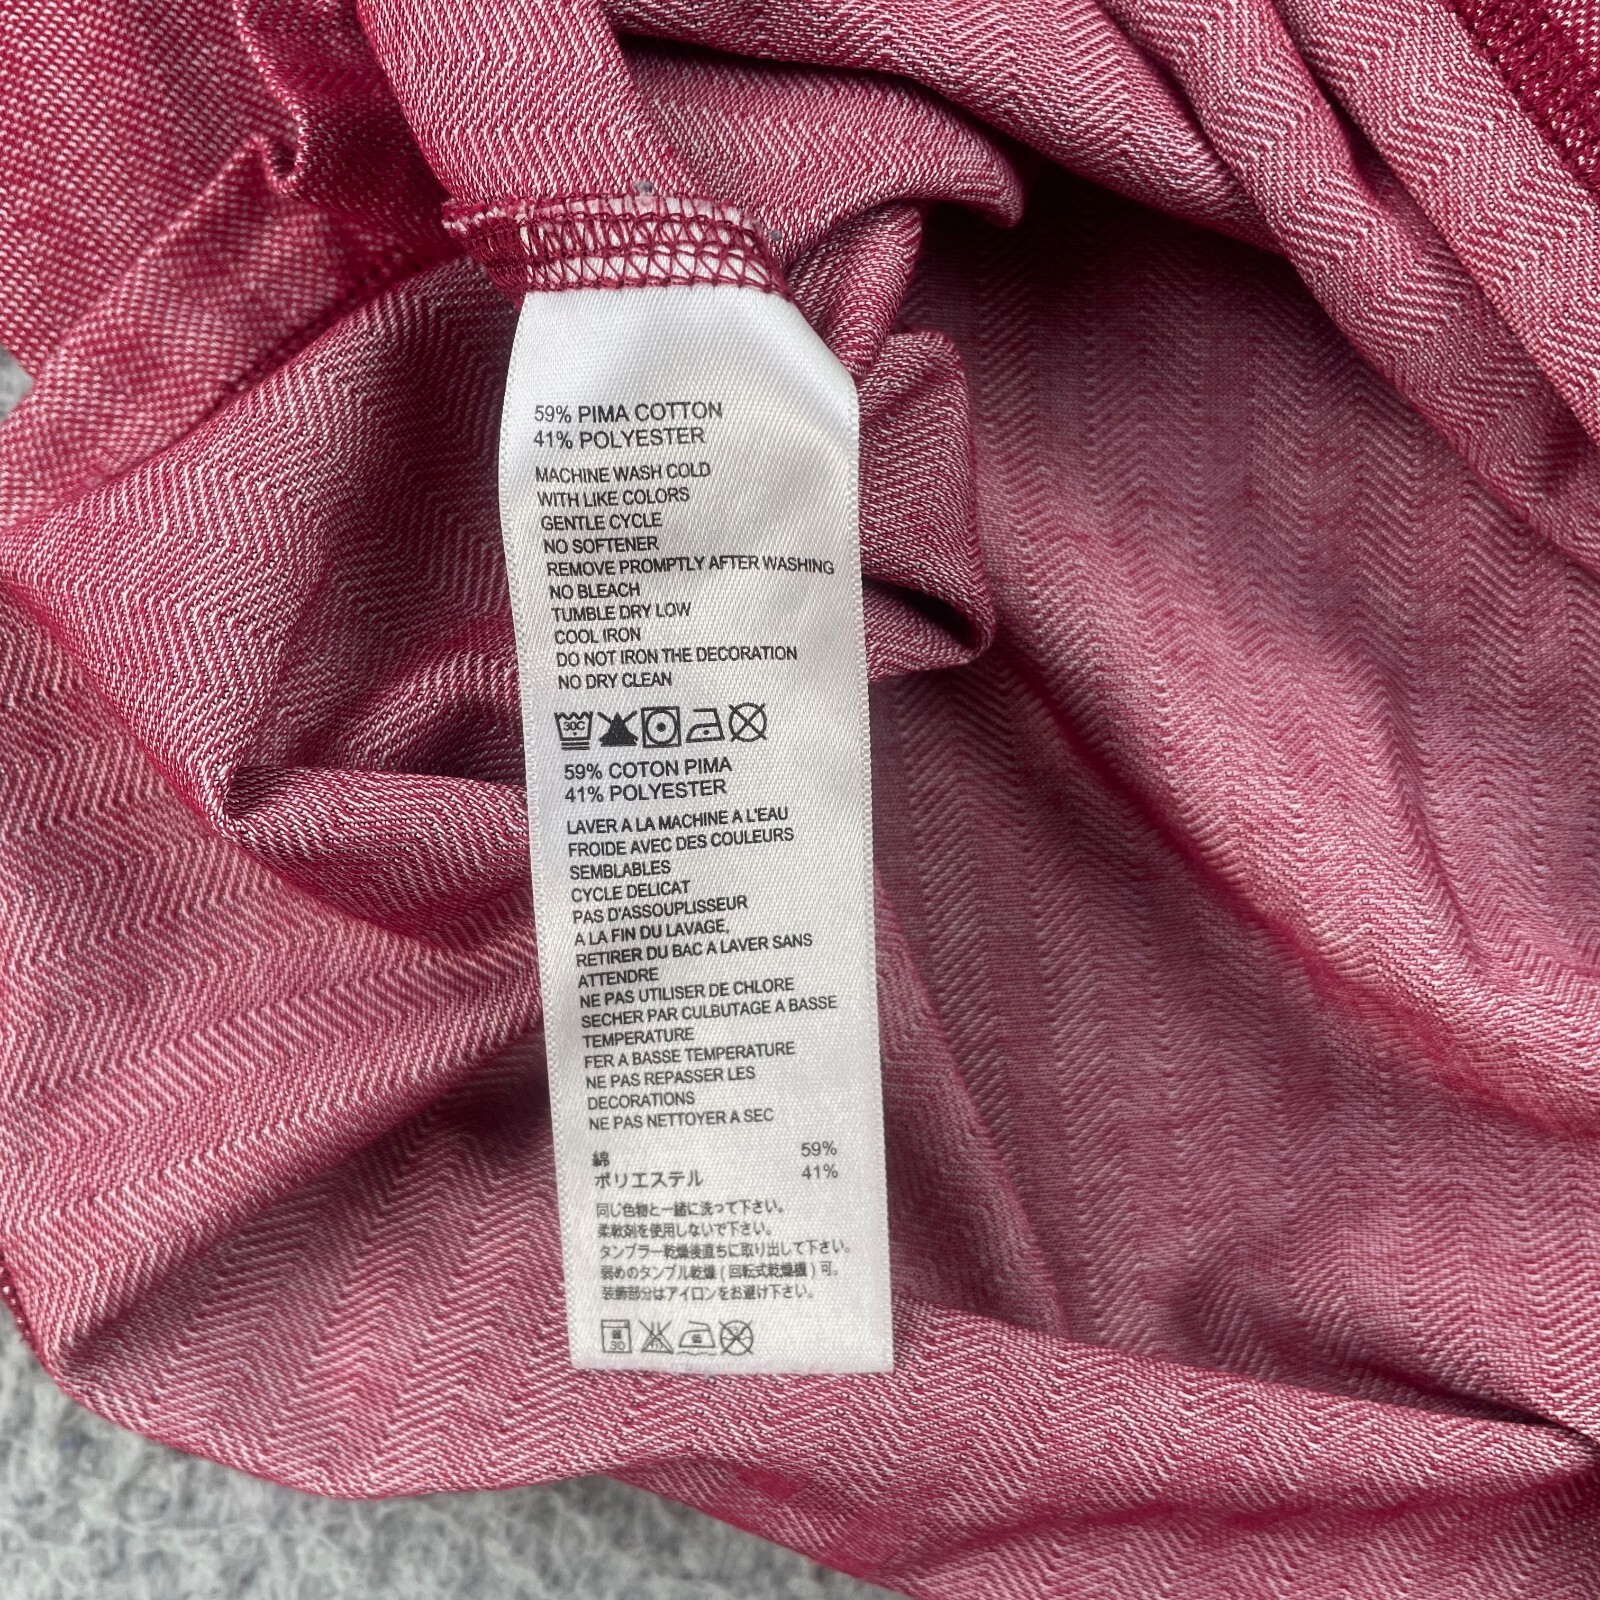 59% PIMA COTTON
41% POLYESTER
MACHINE WASH COLD
WITH LIKE COLORS
GENTLE CYCLE
NO SOFTENER
REMOVE PROMPTLY AFTER WASHING
NO BLEACH
TUMBLE DRY LOW
COOL IRON
DO NOT IRON THE DECORATION
NO DRY CLEAN
30C
59% COTON PIMA
41% POLYESTER
LAVER A LA MACHINE A L'EAU
FROIDE AVEC DES COULEURS
SEMBLABLES
CYCLE DELICAT
PAS D'ASSOUPLISSEUR
A LA FIN DU LAVAGE,
RETIRER DU BAC A LAVER SANS
ATTENDRE
NE PAS UTILISER DE CHLORE
SECHER PAR CULBUTAGE A BASSE
TEMPERATURE
FER A BASSE TEMPERATURE
NE PAS REPASSER LES
DECORATIONS
NE PAS NETTOYER A SEC
綿 59%
ポリエステル 41%
同じ色物と一緒に洗って下さい。
柔軟剤を使用しないで下さい。
タンブラー乾燥後直ちに取り出して下さい。
弱めのタンブル乾燥(回転式乾燥機)可。
装飾部分はアイロンをお避け下さい。
30